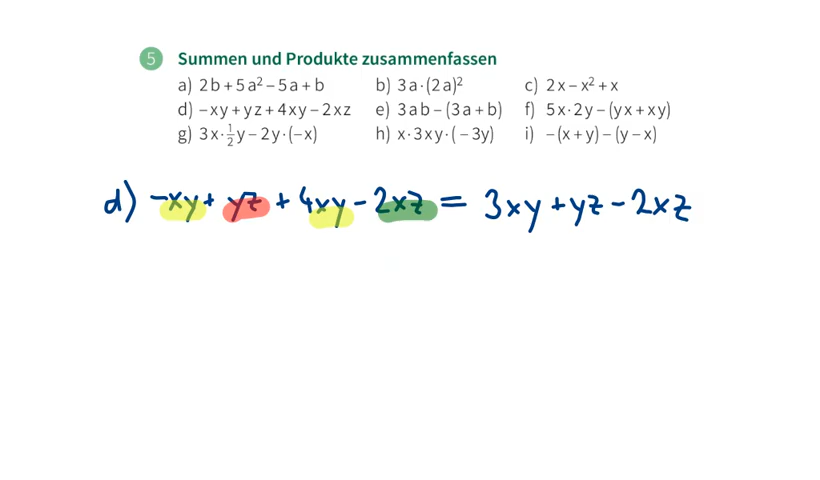 5 Summen und Produkte zusammenfassen
a) 2b+5a²−5a+b b) 3a·(2a)² c) 2x−x²+x
d) −xy+yz+4xy−2xz e) 3ab−(3a+b) f) 5x·2y−(yx+xy)
g) 3x·½y−2y·(−x) h) x·3xy·(−3y) i) −(x+y)−(y−x)
d) −xy + yz + 4xy − 2xz = 3xy + yz − 2xz